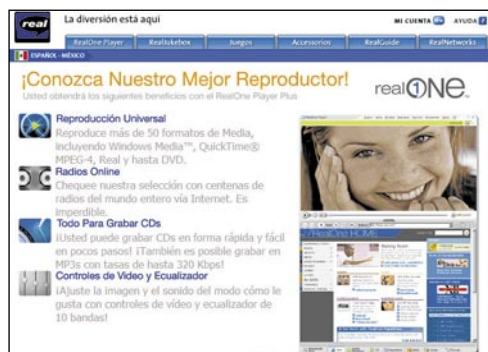 real
La diversión está aquí
MI CUENTA
AYUDA ?
RealOne Player
RealJukebox
Juegos
Accessorios
RealGuide
RealNetworks
ESPAÑOL - MÉXICO
¡Conozca Nuestro Mejor Reproductor!
Usted obtendrá los siguientes beneficios con el RealOne Player Plus
real ONE
Reproducción Universal
Reproduce más de 50 formatos de Media,
incluyendo Windows Media™, QuickTime®
MPEG-4, Real y hasta DVD.
Radios Online
Chequee nuestra selección con centenas de
radios del mundo entero vía Internet. Es
imperdible.
Todo Para Grabar CDs
¡Usted puede grabar CDs en forma rápida y fácil
en pocos pasos! ¡También es posible grabar en
MP3s con tasas de hasta 320 Kbps!
Controles de Video y Ecualizador
¡Ajuste la imagen y el sonido del modo cómo le
gusta con controles de vídeo y ecualizador de
10 bandas!